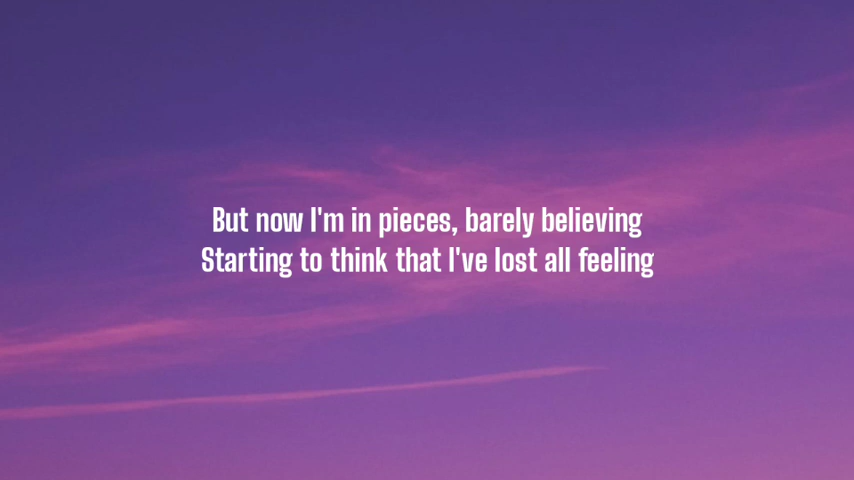 But now I'm in pieces, barely believing
Starting to think that I've lost all feeling